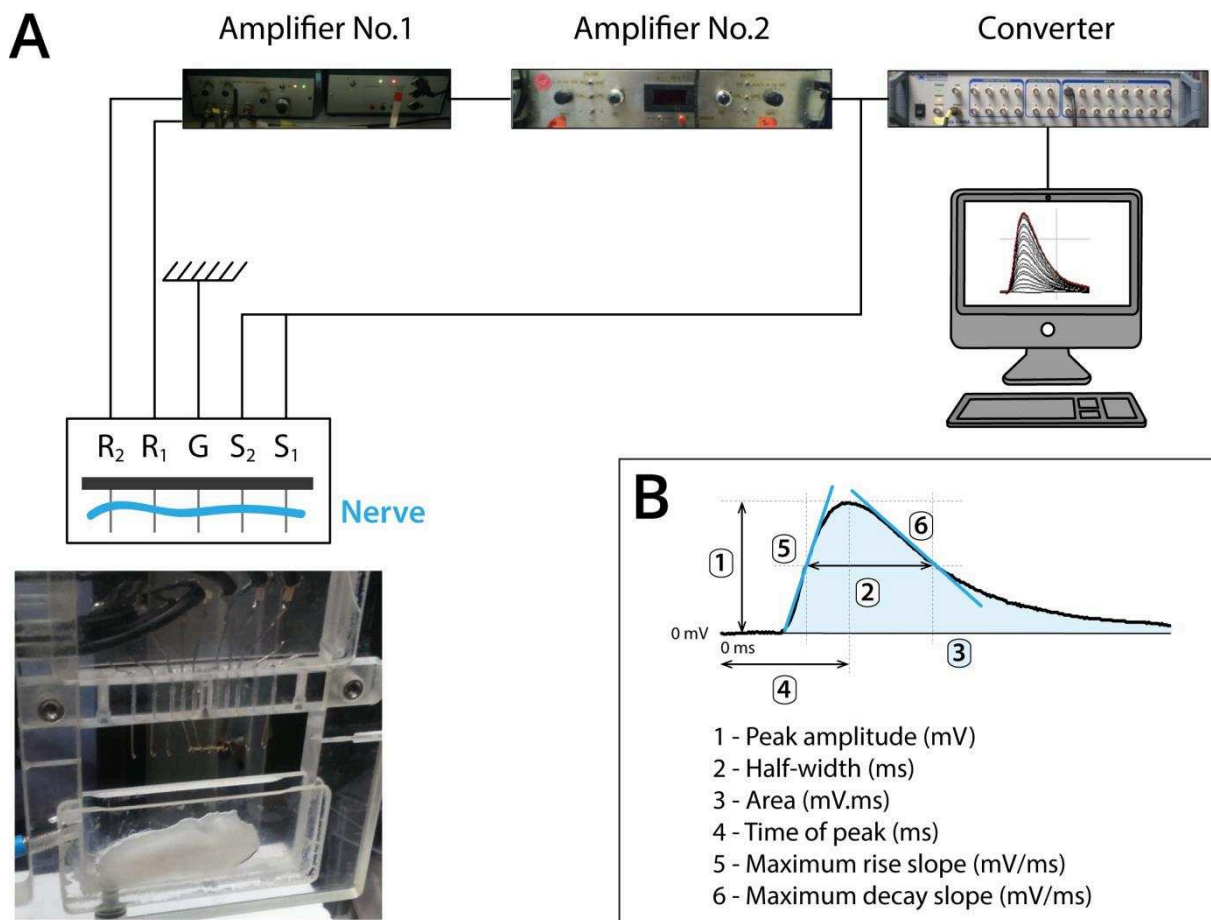 A
Amplifier No.1
Amplifier No.2
Converter
R2 R1 G S2 S1
Nerve
B
1
5
6
2
0 mV
0 ms
3
4
1 - Peak amplitude (mV)
2 - Half-width (ms)
3 - Area (mV.ms)
4 - Time of peak (ms)
5 - Maximum rise slope (mV/ms)
6 - Maximum decay slope (mV/ms)